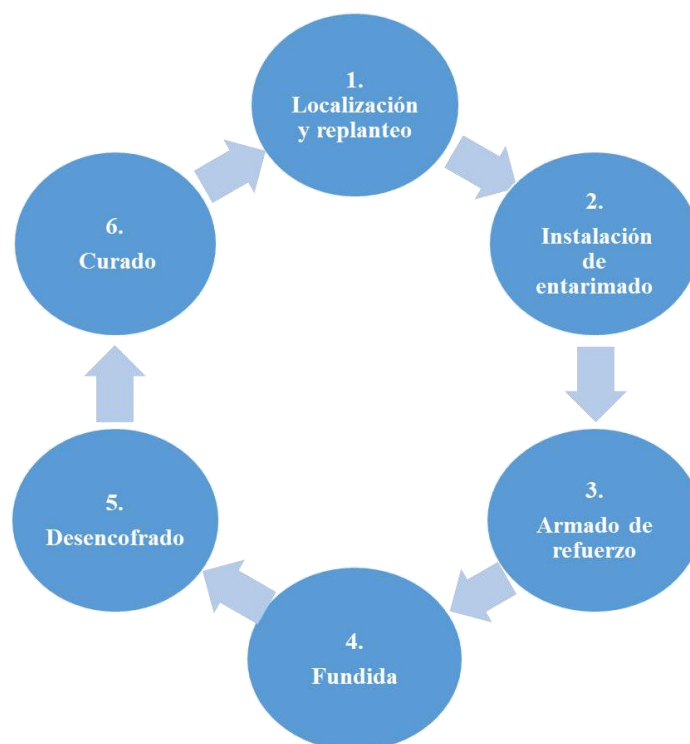 1.
Localización
y replanteo
2.
Instalación
de
entarimado
3.
Armado de
refuerzo
4.
Fundida
5.
Desencofrado
6.
Curado